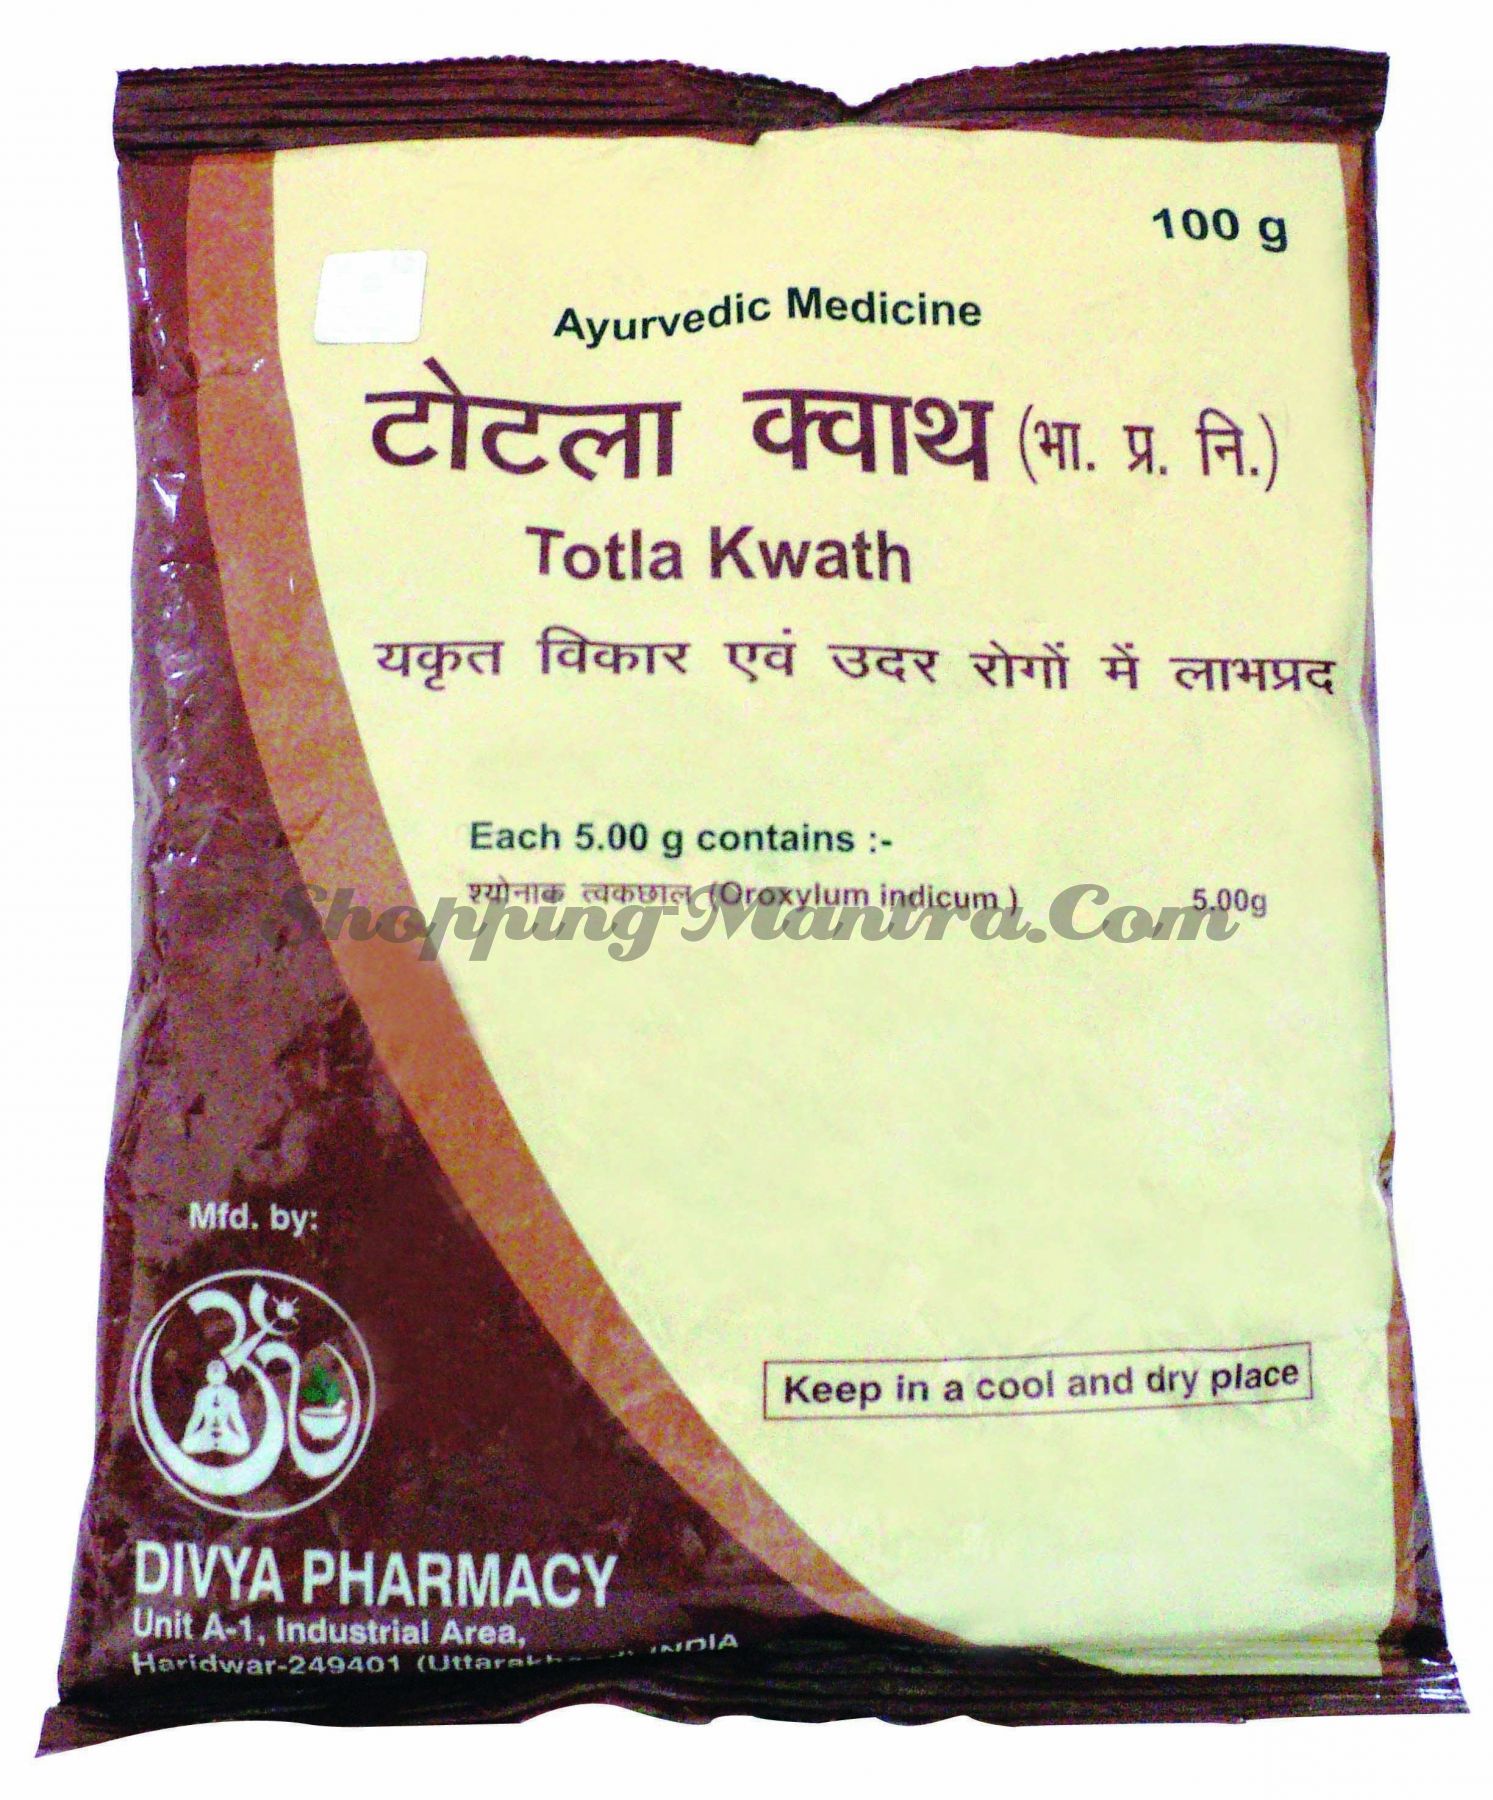 100 g
Ayurvedic Medicine
टोटला क्वाथ (भा. प्र. नि.)
Totla Kwath
यकृत विकार एवं उदर रोगों में लाभप्रद
Each 5.00 g contains :-
श्योनाक त्वकछाल (Oroxylum indicum ) 5.00g
Shopping-Mantra.Com
Keep in a cool and dry place
Mfd. by:
DIVYA PHARMACY
Unit A-1, Industrial Area,
Haridwar-249401 (Uttarakhand) INDIA